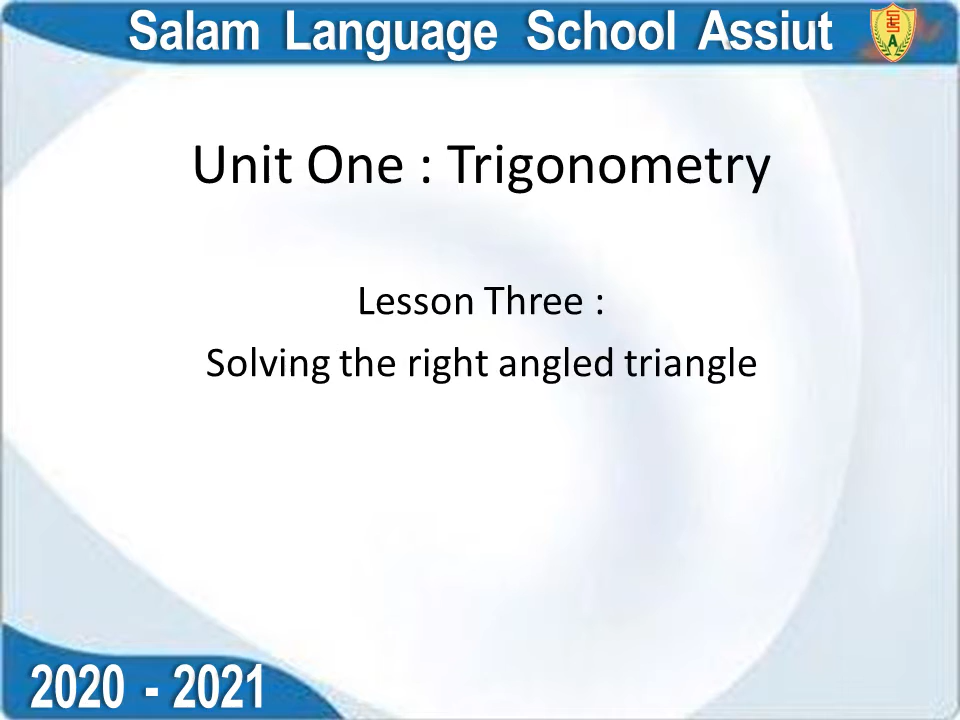 Salam Language School Assiut
Unit One : Trigonometry
Lesson Three :
Solving the right angled triangle
2020 - 2021